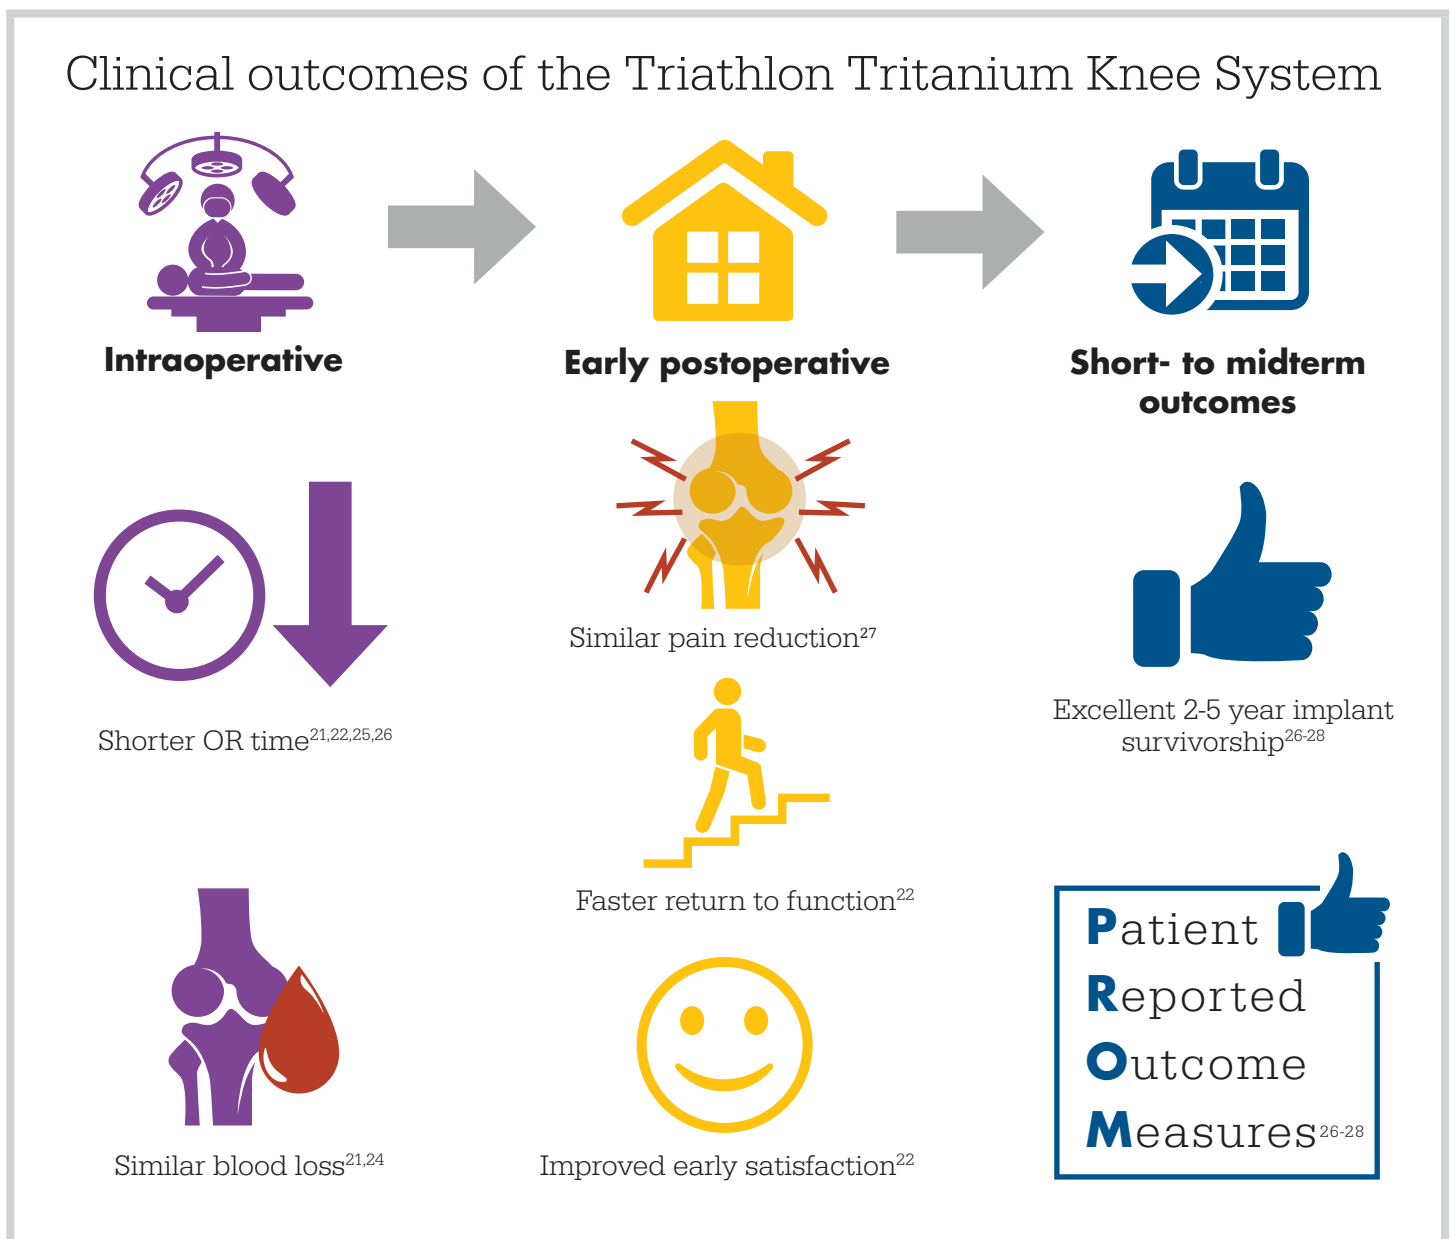 Clinical outcomes of the Triathlon Tritanium Knee System
Intraoperative
Shorter OR time21,22,25,26
Similar blood loss21,24
Early postoperative
Similar pain reduction27
Faster return to function22
Improved early satisfaction22
Short- to midterm
outcomes
Excellent 2-5 year implant
survivorship26-28
Patient
Reported
Outcome
Measures26-28